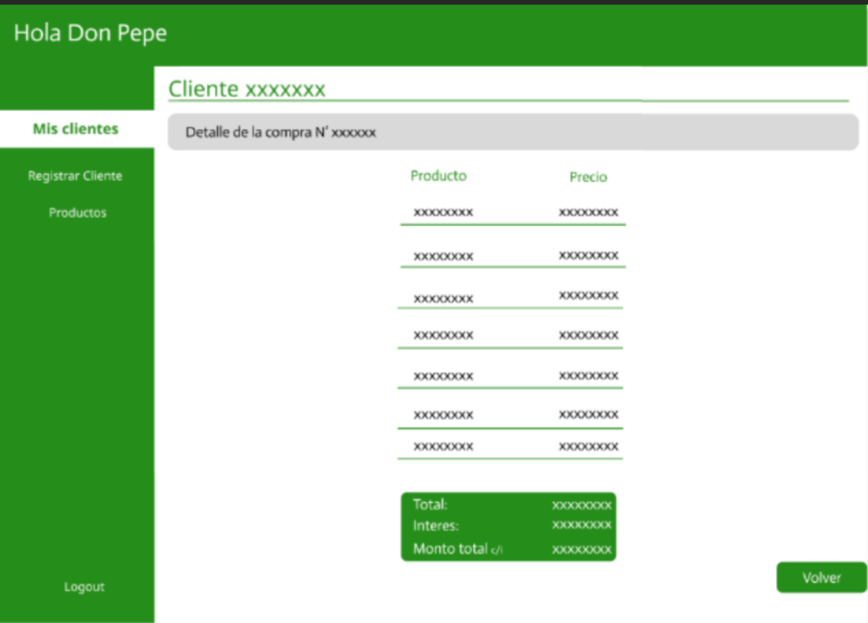 Hola Don Pepe
Cliente xxxxxxx
Mis clientes
Detalle de la compra N' xxxxxx
Registrar Cliente
Productos
Producto Precio
xxxxxxxx xxxxxxxx
xxxxxxxx xxxxxxxx
xxxxxxxx xxxxxxxx
xxxxxxxx xxxxxxxx
xxxxxxxx xxxxxxxx
xxxxxxxx xxxxxxxx
xxxxxxxx xxxxxxxx
Total: xxxxxxxx
Interes: xxxxxxxx
Monto total c/i xxxxxxxx
Volver
Logout